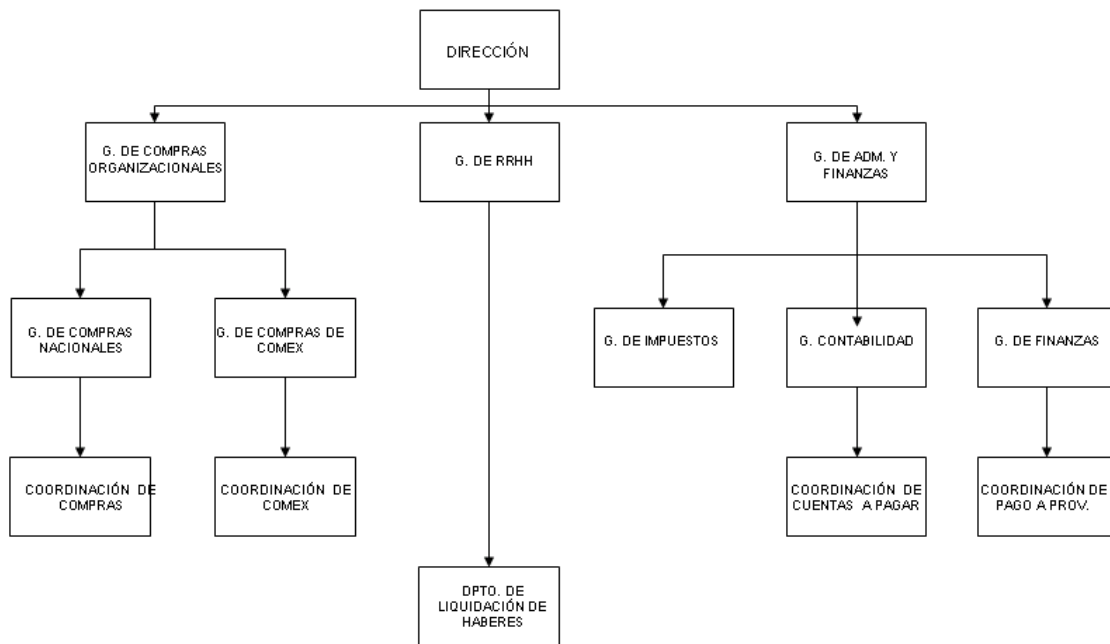 DIRECCIÓN
G. DE COMPRAS
ORGANIZACIONALES
G. DE RRHH
G. DE ADM. Y
FINANZAS
G. DE COMPRAS
NACIONALES
G. DE COMPRAS DE
COMEX
G. DE IMPUESTOS
G. CONTABILIDAD
G. DE FINANZAS
COORDINACIÓN DE
COMPRAS
COORDINACIÓN DE
COMEX
COORDINACIÓN DE
CUENTAS A PAGAR
COORDINACIÓN DE
PAGO A PROV.
DPTO. DE
LIQUIDACIÓN DE
HABERES